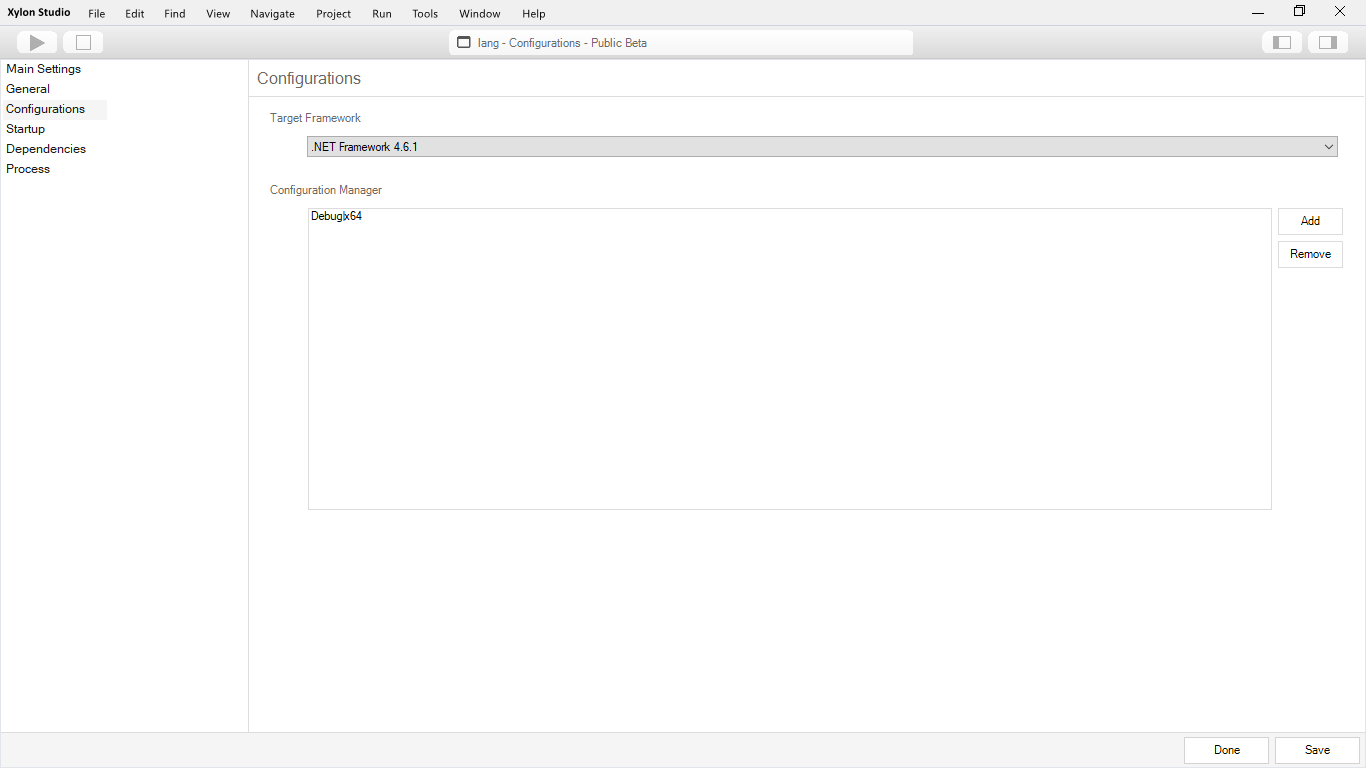 Xylon Studio File Edit Find View Navigate Project Run Tools Window Help
lang - Configurations - Public Beta
Main Settings
General
Configurations
Startup
Dependencies
Process
Configurations
Target Framework
.NET Framework 4.6.1
Configuration Manager
Debug|x64
Add
Remove
Done
Save